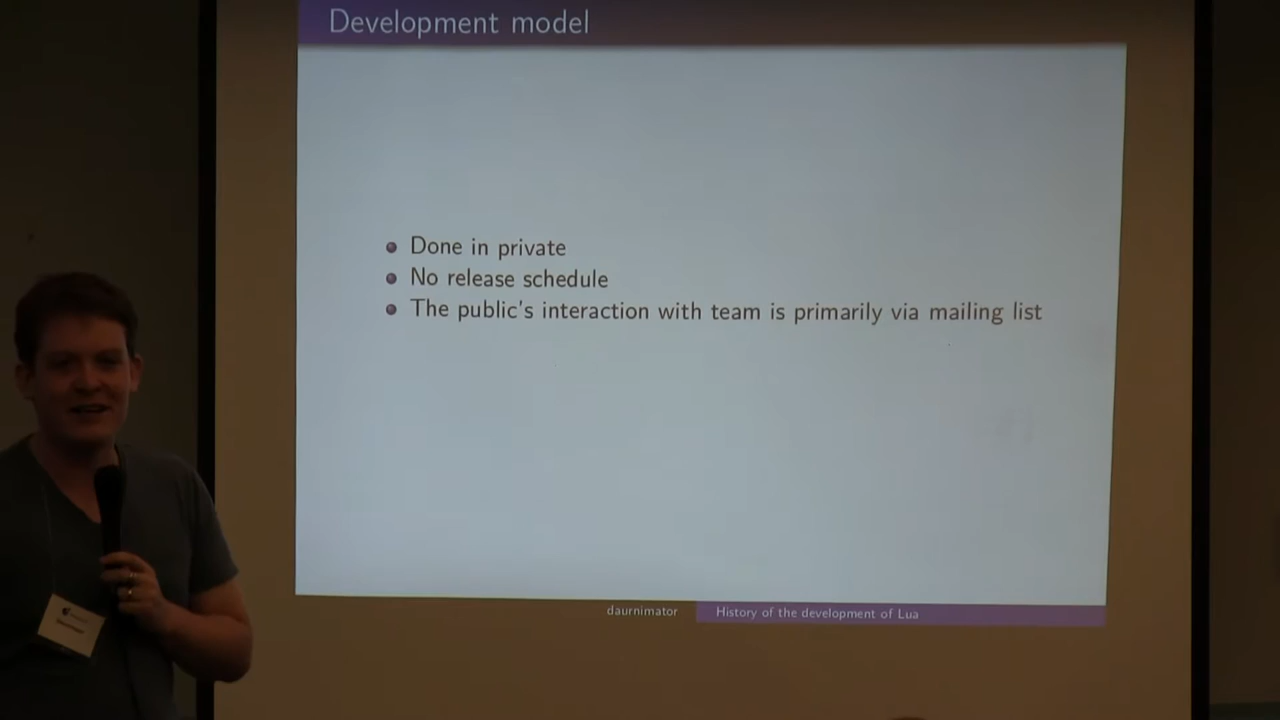 Development model
Done in private
No release schedule
The public's interaction with team is primarily via mailing list
daurnimator
History of the development of Lua